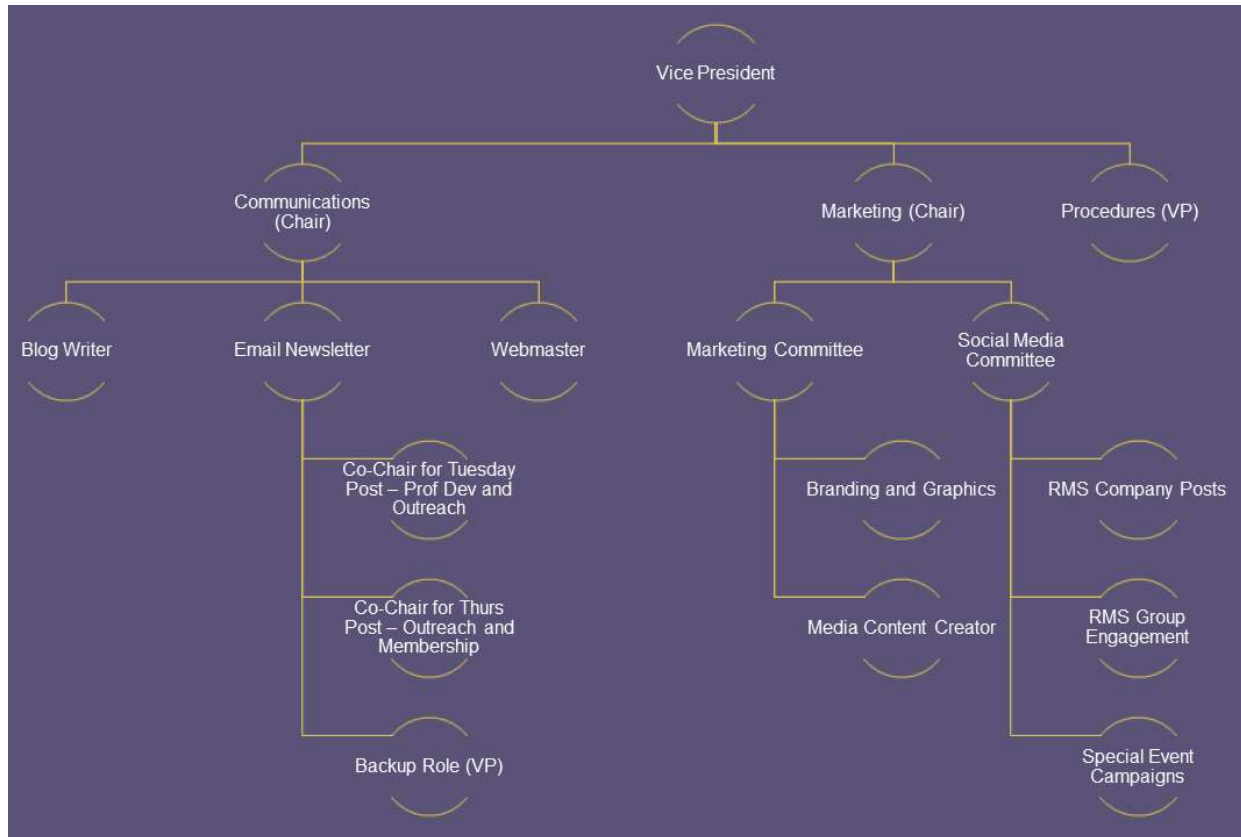 Vice President
Communications
(Chair)
Marketing (Chair)
Procedures (VP)
Blog Writer
Email Newsletter
Webmaster
Marketing Committee
Social Media
Committee
Co-Chair for Tuesday
Post – Prof Dev and
Outreach
Branding and Graphics
RMS Company Posts
Co-Chair for Thurs
Post – Outreach and
Membership
Media Content Creator
RMS Group
Engagement
Backup Role (VP)
Special Event
Campaigns